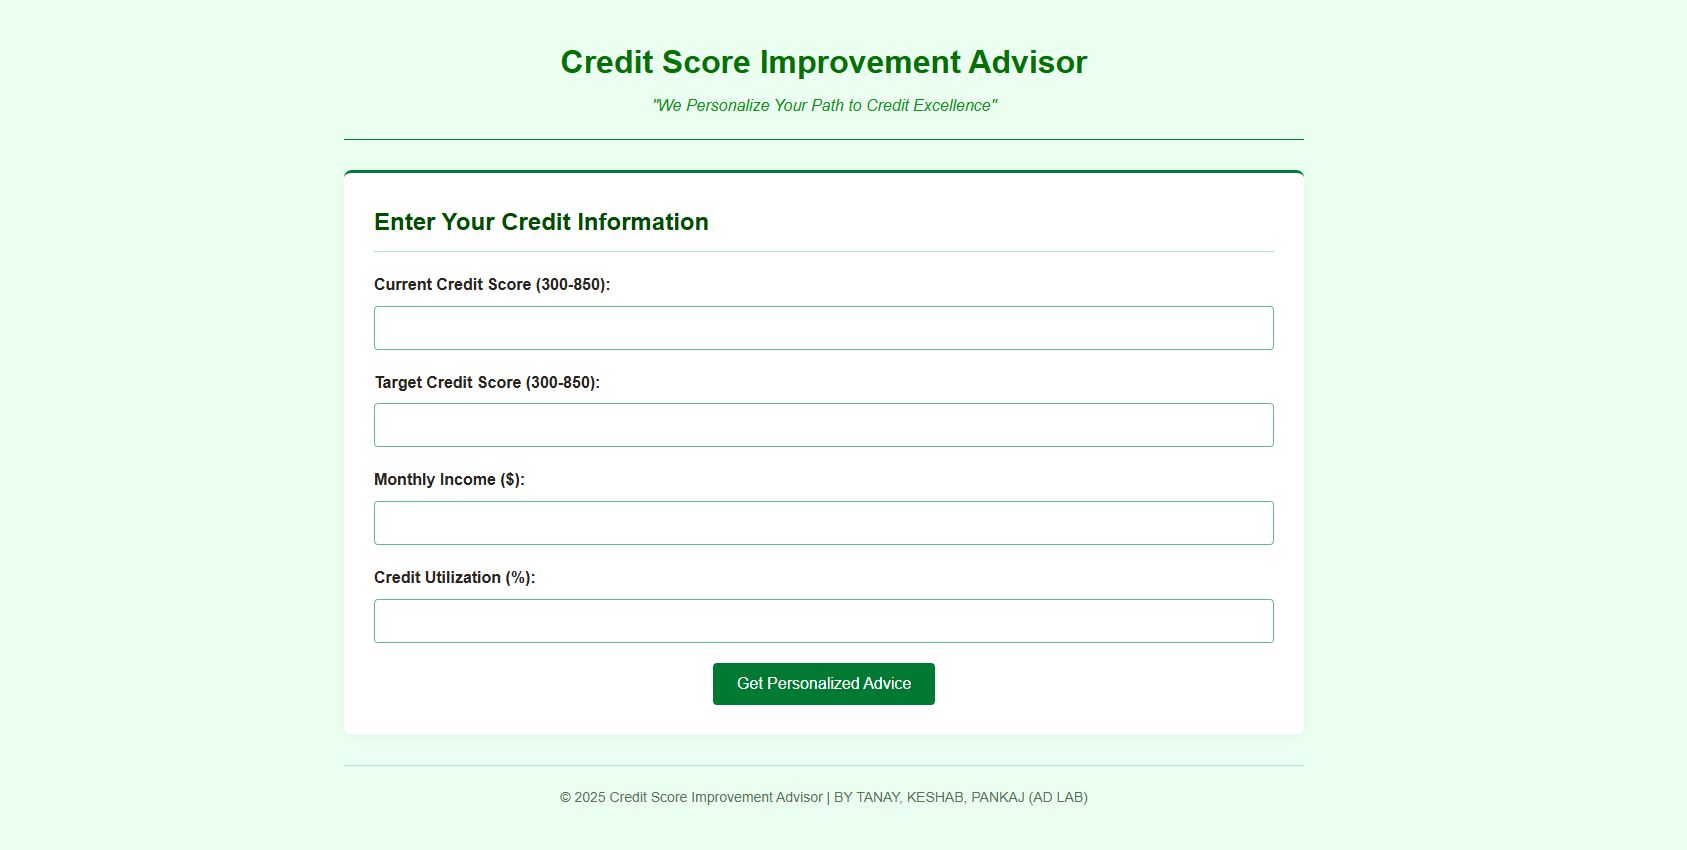 Credit Score Improvement Advisor
"We Personalize Your Path to Credit Excellence"
Enter Your Credit Information
Current Credit Score (300-850):
Target Credit Score (300-850):
Monthly Income ($):
Credit Utilization (%):
Get Personalized Advice
© 2025 Credit Score Improvement Advisor | BY TANAY, KESHAB, PANKAJ (AD LAB)